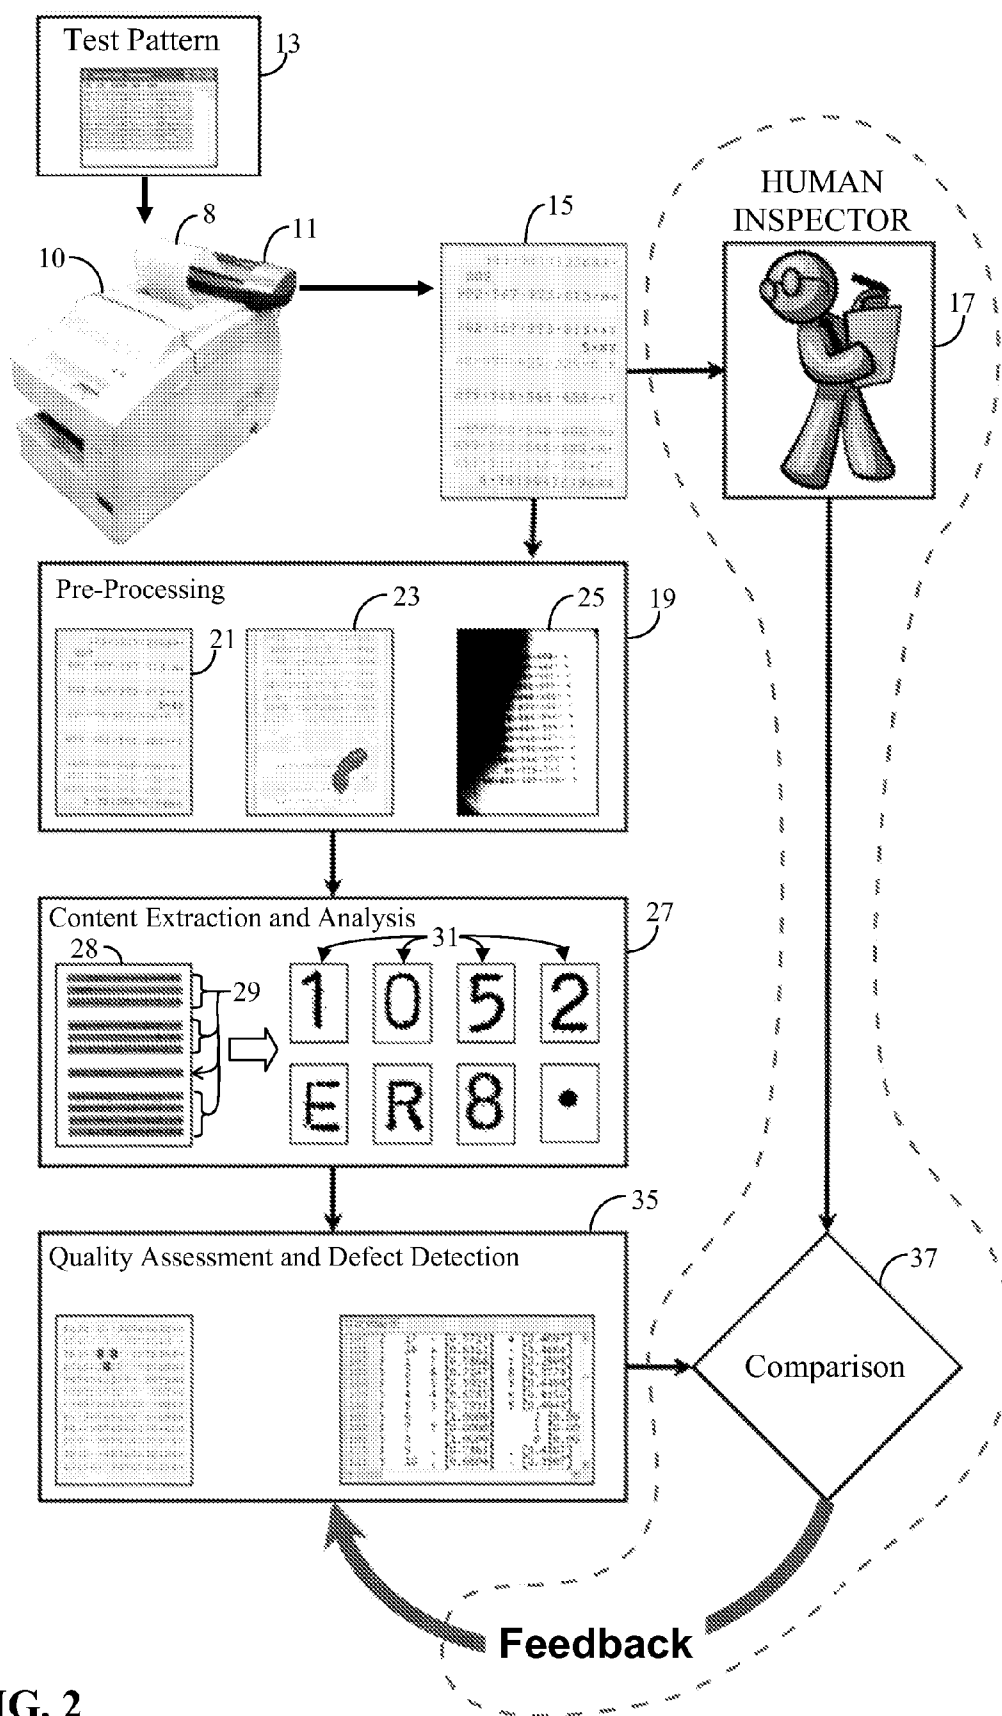 Test Pattern
13
8
11
10
15
HUMAN
INSPECTOR
17
Pre-Processing
21
23
25
19
Content Extraction and Analysis
27
28
29
31
1 0 5 2
E R 8 •
35
Quality Assessment and Defect Detection
37
Comparison
Feedback
IG. 2